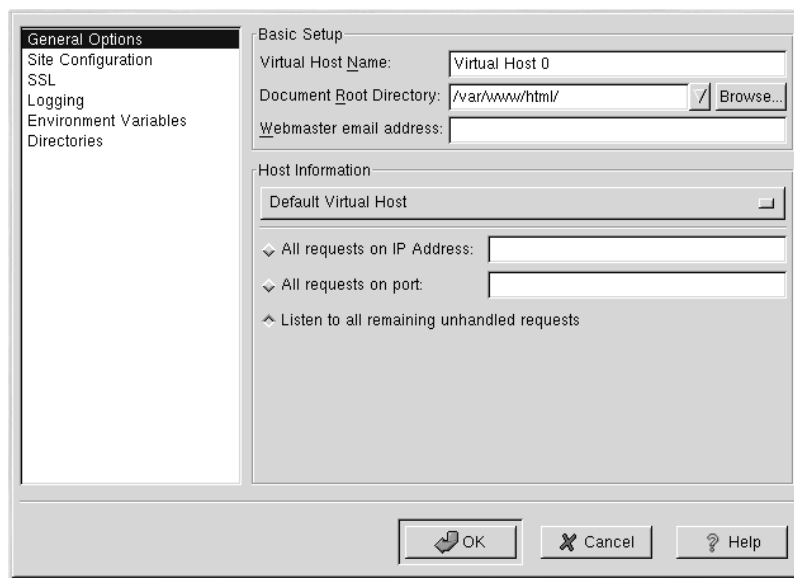 General Options
Site Configuration
SSL
Logging
Environment Variables
Directories
Basic Setup
Virtual Host Name:
Virtual Host 0
Document Root Directory:
/var/www/html/
Browse...
Webmaster email address:
Host Information
Default Virtual Host
All requests on IP Address:
All requests on port:
Listen to all remaining unhandled requests
OK
Cancel
Help